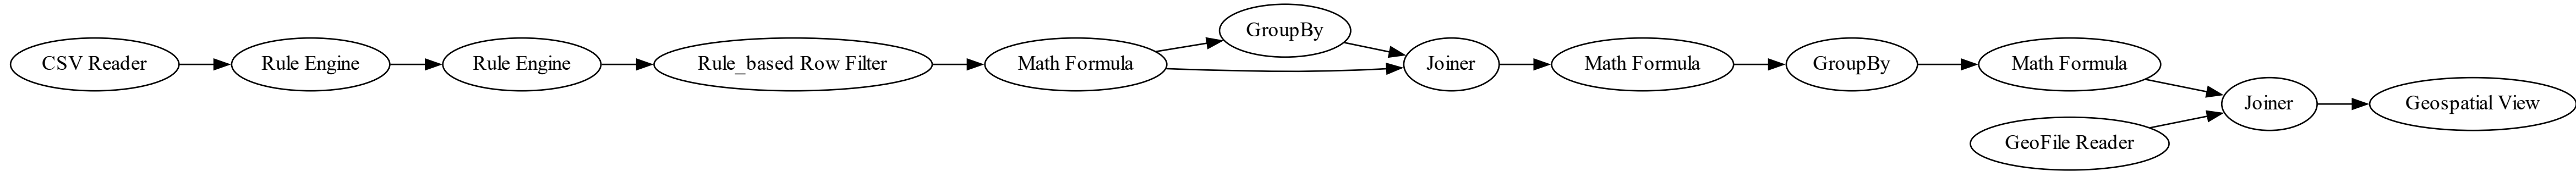 CSV Reader
Rule Engine
Rule Engine
Rule_based Row Filter
Math Formula
GroupBy
Joiner
Math Formula
GroupBy
Math Formula
GeoFile Reader
Joiner
Geospatial View